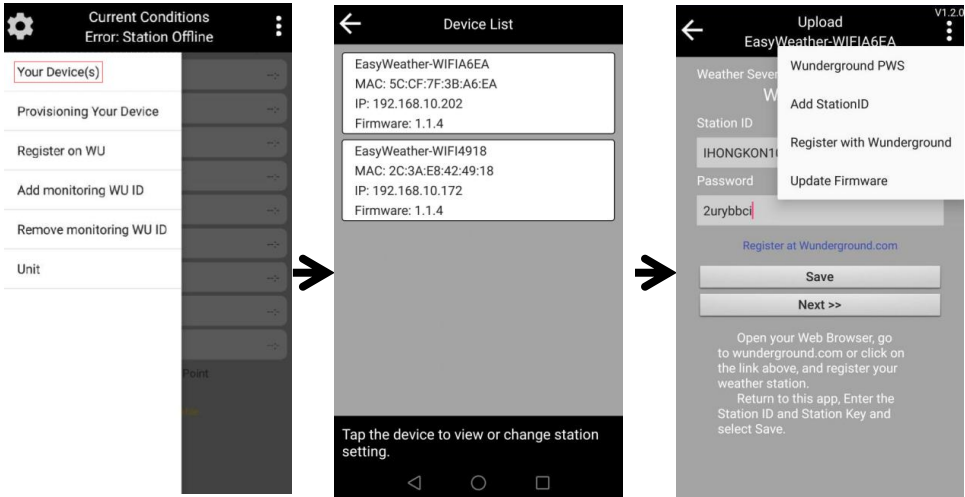 Current Conditions
Error: Station Offline
Your Device(s)
Provisioning Your Device
Register on WU
Add monitoring WU ID
Remove monitoring WU ID
Unit
--:-
--:-
--:-
--:-
--:-
--:-
--:-
--:-
Point
Device List
EasyWeather-WIFIA6EA
MAC: 5C:CF:7F:3B:A6:EA
IP: 192.168.10.202
Firmware: 1.1.4
EasyWeather-WIFI4918
MAC: 2C:3A:E8:42:49:18
IP: 192.168.10.172
Firmware: 1.1.4
Tap the device to view or change station
setting.
V1.2.0
Upload
EasyWeather-WIFIA6EA
Weather Sever
W
Station ID
IHONGKON10
Password
2urybbci
Wunderground PWS
Add StationID
Register with Wunderground
Update Firmware
Register at Wunderground.com
Save
Next >>
Open your Web Browser, go
to wunderground.com or click on
the link above, and register your
weather station.
Return to this app, Enter the
Station ID and Station Key and
select Save.